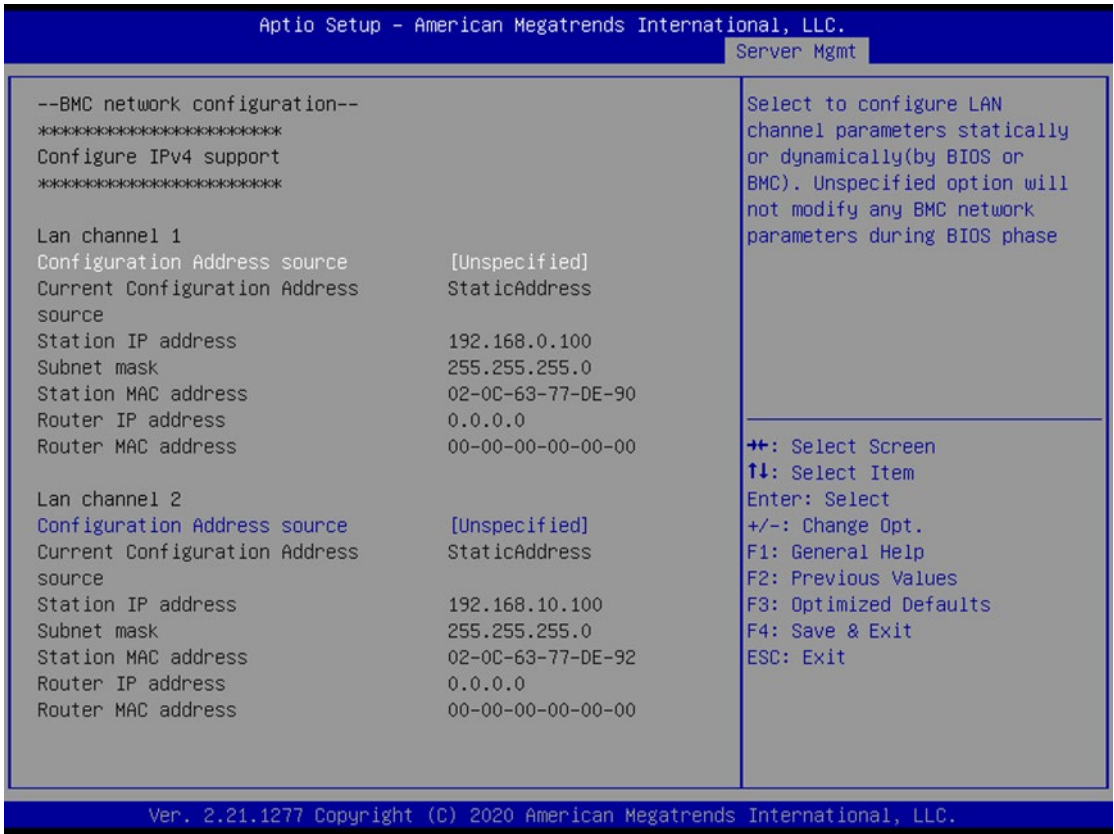 Aptio Setup – American Megatrends International, LLC.
Server Mgmt
--BMC network configuration--
***********************
Configure IPv4 support
***********************
Lan channel 1
Configuration Address source [Unspecified]
Current Configuration Address StaticAddress
source
Station IP address 192.168.0.100
Subnet mask 255.255.255.0
Station MAC address 02-0C-63-77-DE-90
Router IP address 0.0.0.0
Router MAC address 00-00-00-00-00-00
Lan channel 2
Configuration Address source [Unspecified]
Current Configuration Address StaticAddress
source
Station IP address 192.168.10.100
Subnet mask 255.255.255.0
Station MAC address 02-0C-63-77-DE-92
Router IP address 0.0.0.0
Router MAC address 00-00-00-00-00-00
Select to configure LAN
channel parameters statically
or dynamically(by BIOS or
BMC). Unspecified option will
not modify any BMC network
parameters during BIOS phase
→←: Select Screen
↑↓: Select Item
Enter: Select
+/-: Change Opt.
F1: General Help
F2: Previous Values
F3: Optimized Defaults
F4: Save & Exit
ESC: Exit
Ver. 2.21.1277 Copyright (C) 2020 American Megatrends International, LLC.